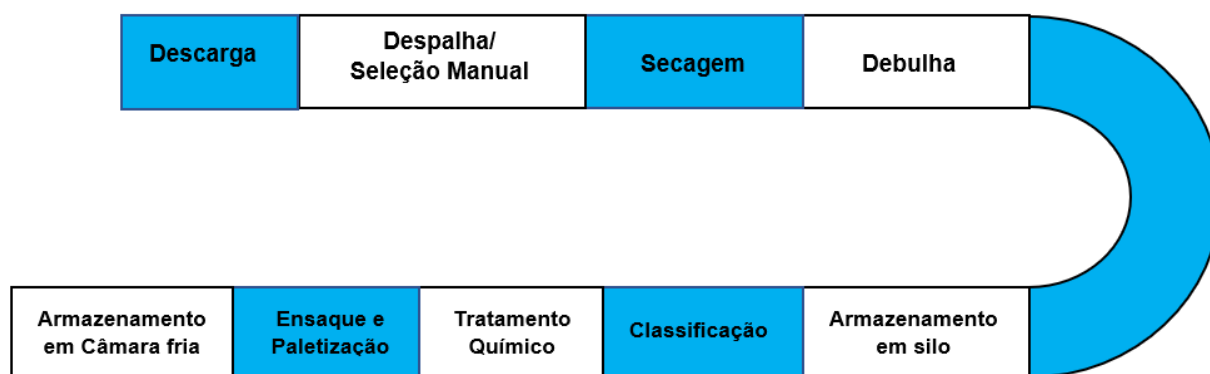 Descarga
Despalha/
Seleção Manual
Secagem
Debulha
Armazenamento
em silo
Classificação
Tratamento
Químico
Ensaque e
Paletização
Armazenamento
em Câmara fria